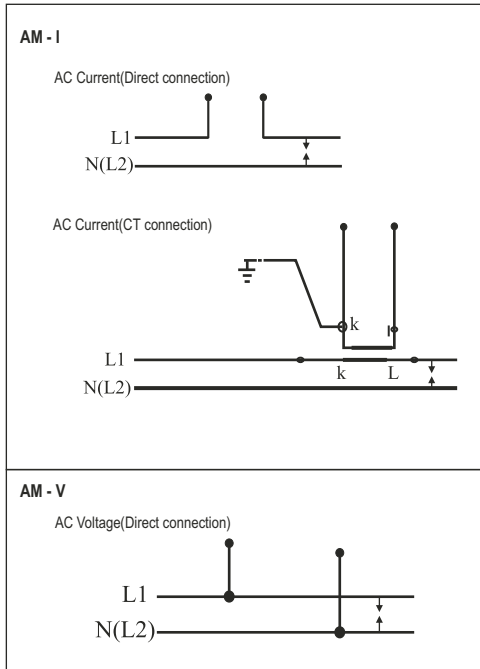 AM - I
AC Current(Direct connection)
L1
N(L2)
AC Current(CT connection)
k
l
L1
k L
N(L2)
AM - V
AC Voltage(Direct connection)
L1
N(L2)